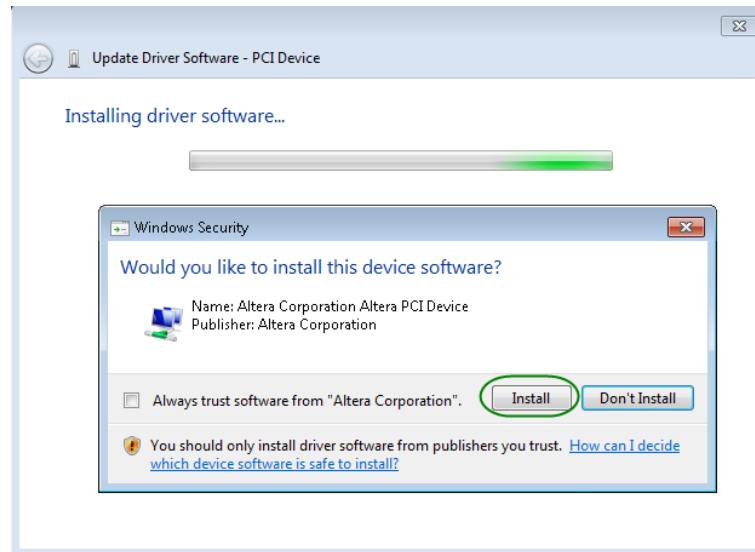 Update Driver Software - PCI Device
Installing driver software...
Windows Security
Would you like to install this device software?
Name: Altera Corporation Altera PCI Device
Publisher: Altera Corporation
Always trust software from "Altera Corporation".
Install
Don't Install
You should only install driver software from publishers you trust. How can I decide
which device software is safe to install?